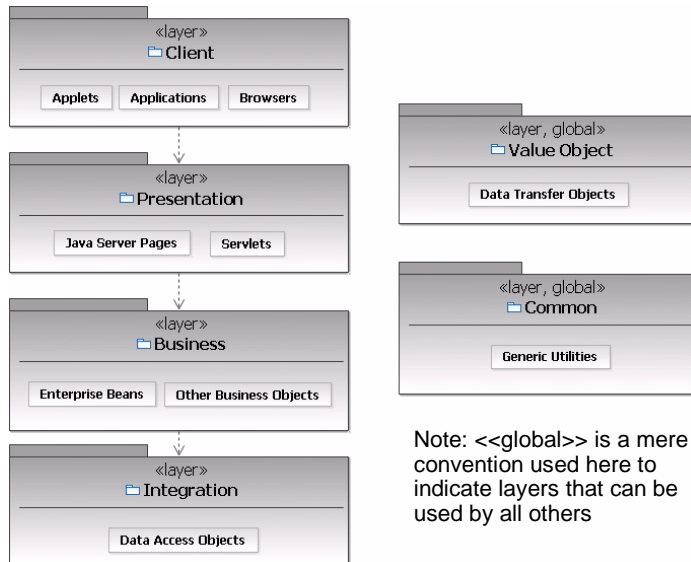 «layer»
Client
Applets Applications Browsers
«layer»
Presentation
Java Server Pages Servlets
«layer»
Business
Enterprise Beans Other Business Objects
«layer»
Integration
Data Access Objects
«layer, global»
Value Object
Data Transfer Objects
«layer, global»
Common
Generic Utilities
Note: <<global>> is a mere
convention used here to
indicate layers that can be
used by all others